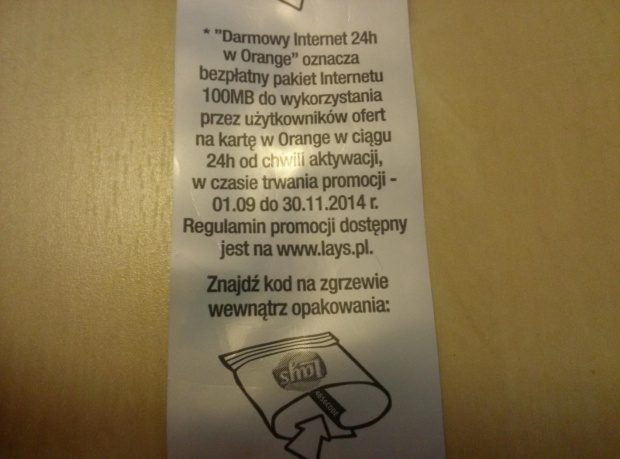 * "Darmowy Internet 24h
w Orange" oznacza
bezpłatny pakiet Internetu
100MB do wykorzystania
przez użytkowników ofert
na kartę w Orange w ciągu
24h od chwili aktywacji,
w czasie trwania promocji -
01.09 do 30.11.2014 r.
Regulamin promocji dostępny
jest na www.lays.pl.
Znajdź kod na zgrzewie
wewnątrz opakowania:
Lay's